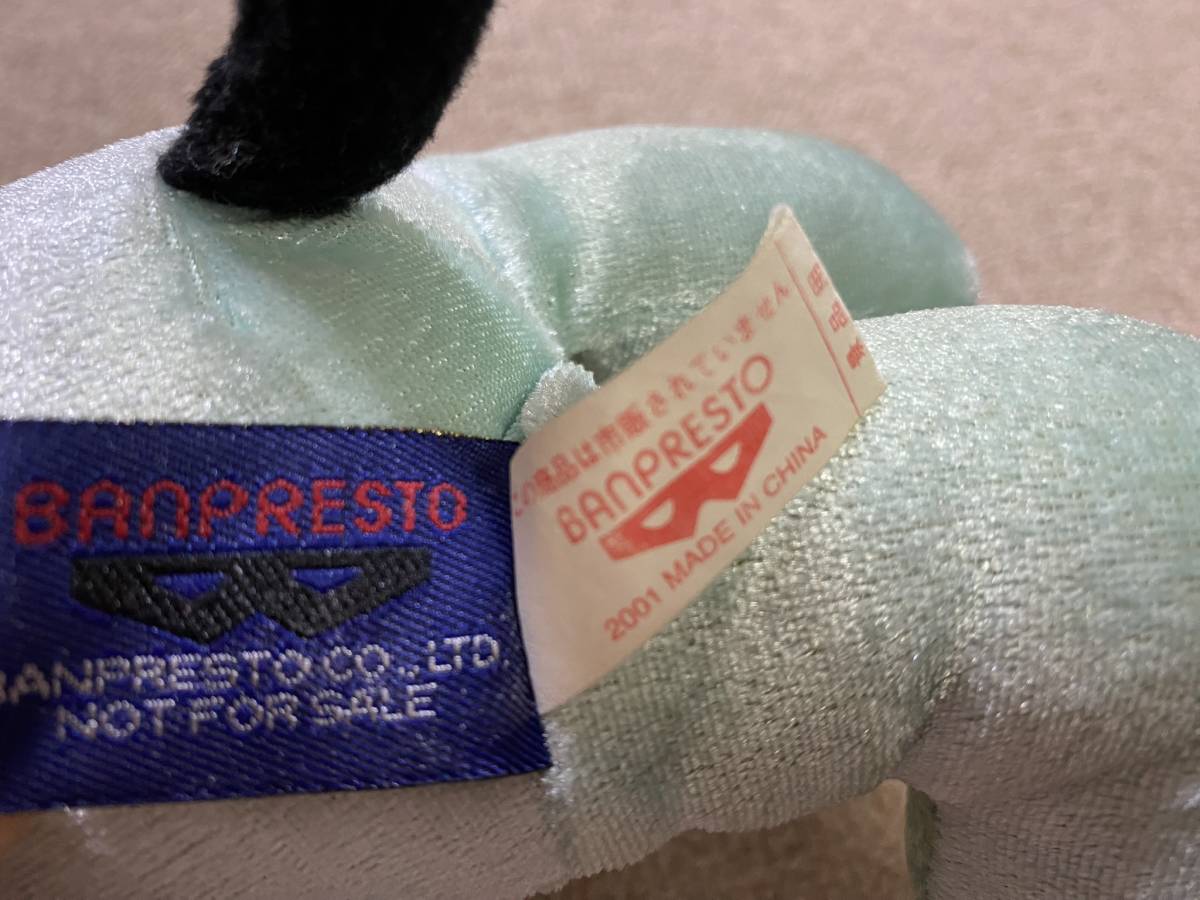 BANPRESTO
BANPRESTO CO., LTD.
NOT FOR SALE
この商品は市販されていません
BANPRESTO
2001 MADE IN CHINA